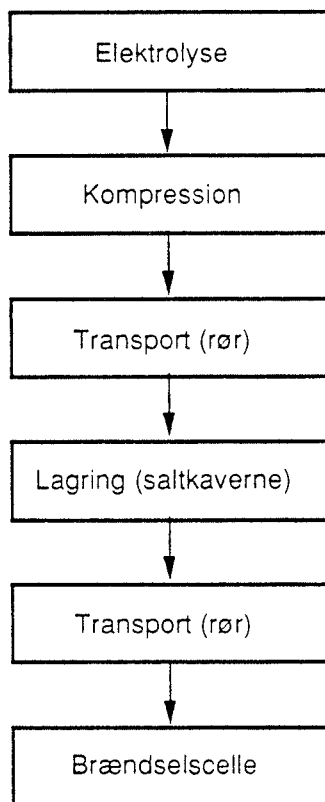 Elektrolyse
Kompression
Transport (rør)
Lagring (saltkaverne)
Transport (rør)
Brændselscelle